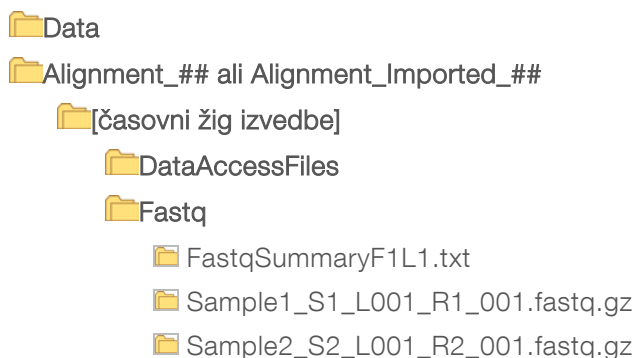 Data
Alignment_## ali Alignment_Imported_##
[časovni žig izvedbe]
DataAccessFiles
Fastq
FastqSummaryF1L1.txt
Sample1_S1_L001_R1_001.fastq.gz
Sample2_S2_L001_R2_001.fastq.gz